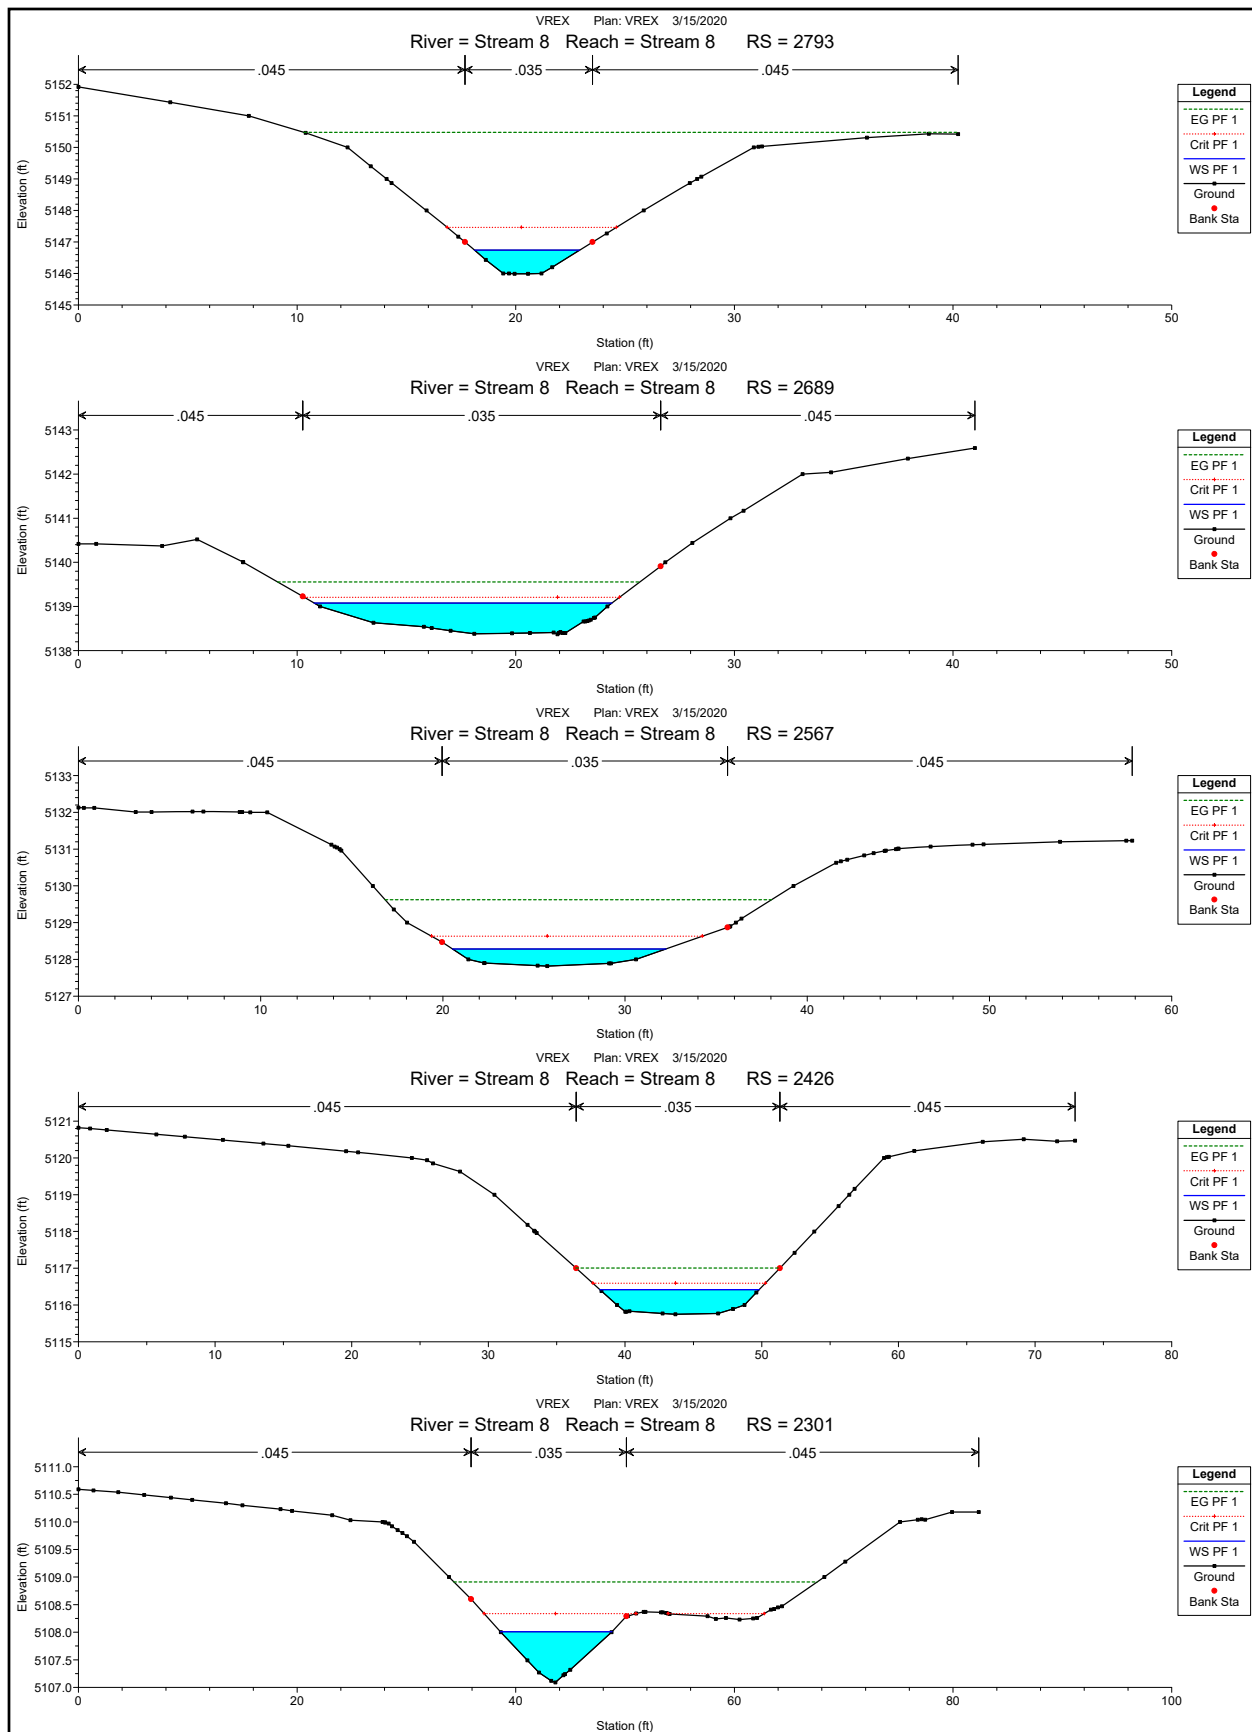 VREX Plan: VREX 3/15/2020
River = Stream 8 Reach = Stream 8 RS = 2793
.045 .035 .045
5152
5151
5150
5149
5148
5147
5146
5145
Elevation (ft)
0 10 20 30 40 50
Station (ft)
Legend
EG PF 1
Crit PF 1
WS PF 1
Ground
Bank Sta
VREX Plan: VREX 3/15/2020
River = Stream 8 Reach = Stream 8 RS = 2689
.045 .035 .045
5143
5142
5141
5140
5139
5138
Elevation (ft)
0 10 20 30 40 50
Station (ft)
Legend
EG PF 1
Crit PF 1
WS PF 1
Ground
Bank Sta
VREX Plan: VREX 3/15/2020
River = Stream 8 Reach = Stream 8 RS = 2567
.045 .035 .045
5133
5132
5131
5130
5129
5128
5127
Elevation (ft)
0 10 20 30 40 50 60
Station (ft)
Legend
EG PF 1
Crit PF 1
WS PF 1
Ground
Bank Sta
VREX Plan: VREX 3/15/2020
River = Stream 8 Reach = Stream 8 RS = 2426
.045 .035 .045
5121
5120
5119
5118
5117
5116
5115
Elevation (ft)
0 10 20 30 40 50 60 70 80
Station (ft)
Legend
EG PF 1
Crit PF 1
WS PF 1
Ground
Bank Sta
VREX Plan: VREX 3/15/2020
River = Stream 8 Reach = Stream 8 RS = 2301
.045 .035 .045
5111.0
5110.5
5110.0
5109.5
5109.0
5108.5
5108.0
5107.5
5107.0
Elevation (ft)
0 20 40 60 80 100
Station (ft)
Legend
EG PF 1
Crit PF 1
WS PF 1
Ground
Bank Sta